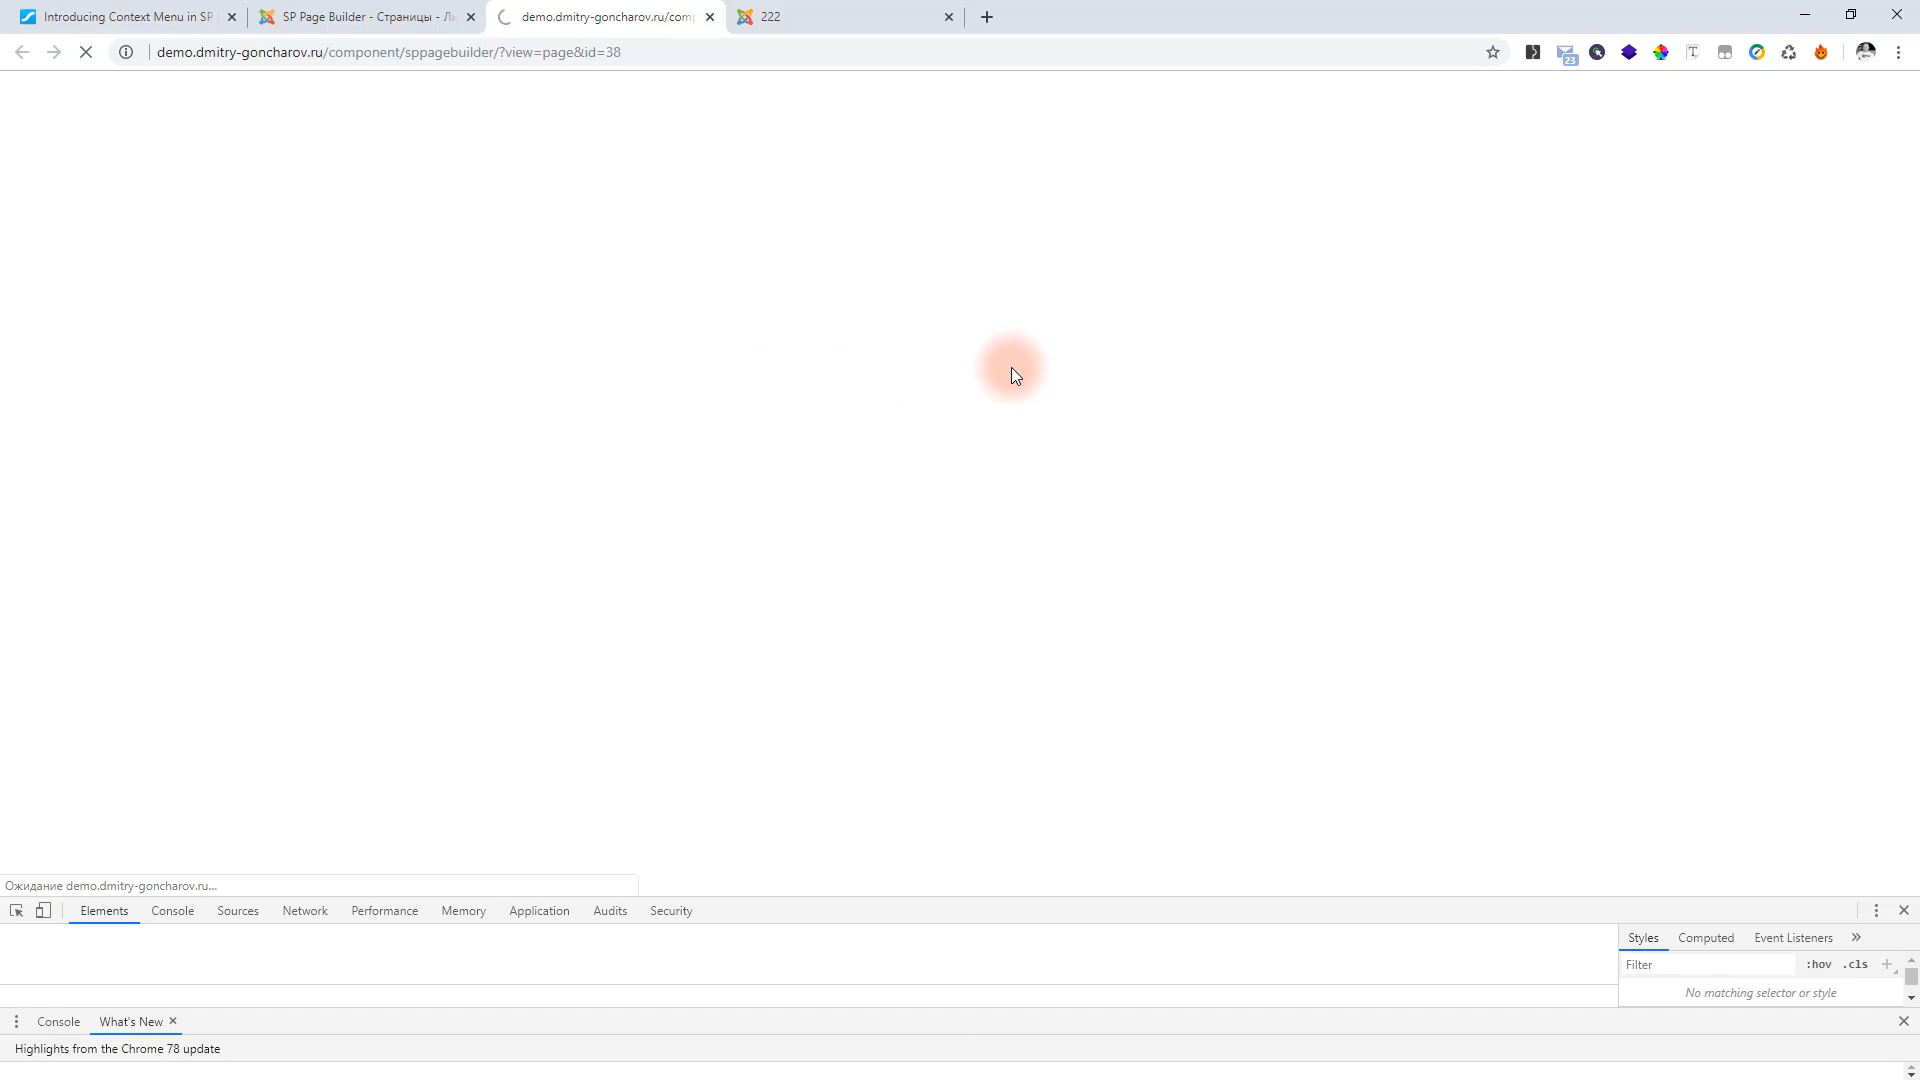 Introducing Context Menu in SP
SP Page Builder - Страницы - Ли
demo.dmitry-goncharov.ru/comp
222
demo.dmitry-goncharov.ru/component/sppagebuilder/?view=page&id=38
23
Ожидание demo.dmitry-goncharov.ru...
Elements Console Sources Network Performance Memory Application Audits Security
Styles Computed Event Listeners »
Filter :hov .cls +
No matching selector or style
Console What's New
Highlights from the Chrome 78 update